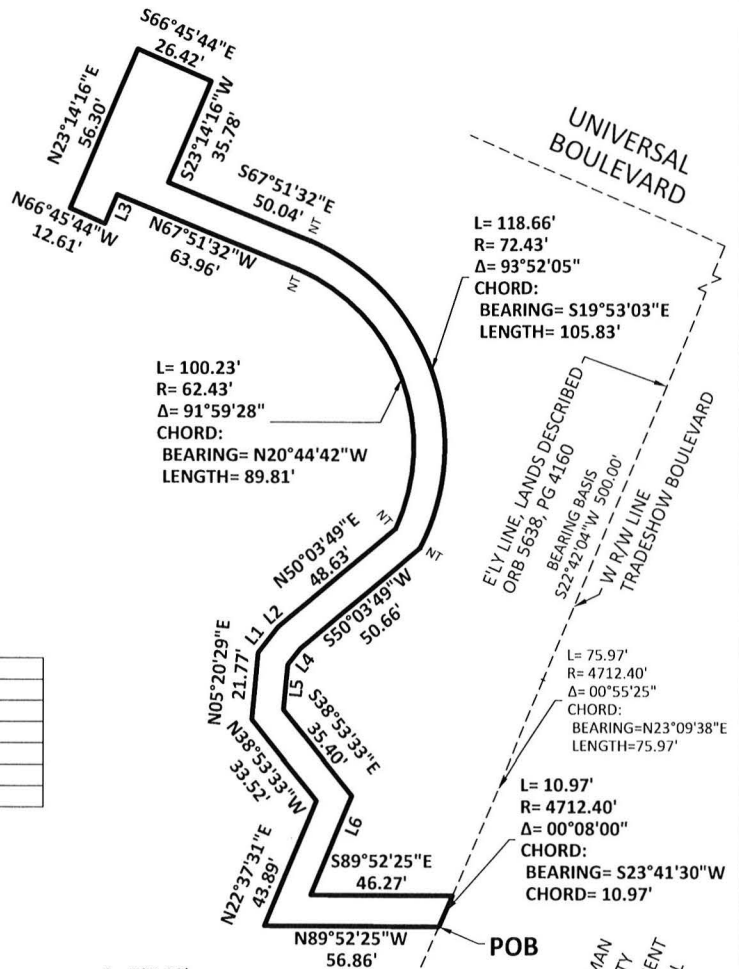 S66°45'44"E
26.42'
N23°14'16"E
56.30'
S23°14'16"W
35.78'
N66°45'44"W
12.61'
L3
N67°51'32"W
63.96'
S67°51'32"E
50.04'
NT
NT
UNIVERSAL
BOULEVARD
L= 118.66'
R= 72.43'
Δ= 93°52'05"
CHORD:
BEARING= S19°53'03"E
LENGTH= 105.83'
L= 100.23'
R= 62.43'
Δ= 91°59'28"
CHORD:
BEARING= N20°44'42"W
LENGTH= 89.81'
E'LY LINE, LANDS DESCRIBED
ORB 5638, PG 4160
BEARING BASIS
S22°42'04"W 500.00'
W R/W LINE
TRADESHOW BOULEVARD
NT
NT
N50°03'49"E
48.63'
S50°03'49"W
50.66'
L1
L2
L4
L5
N05°20'29"E
21.77'
S38°53'33"E
35.40'
N38°53'33"W
33.52'
L6
L= 75.97'
R= 4712.40'
Δ= 00°55'25"
CHORD:
BEARING=N23°09'38"E
LENGTH=75.97'
L= 10.97'
R= 4712.40'
Δ= 00°08'00"
CHORD:
BEARING= S23°41'30"W
CHORD= 10.97'
N22°37'31"E
43.89'
S89°52'25"E
46.27'
N89°52'25"W
56.86'
POB